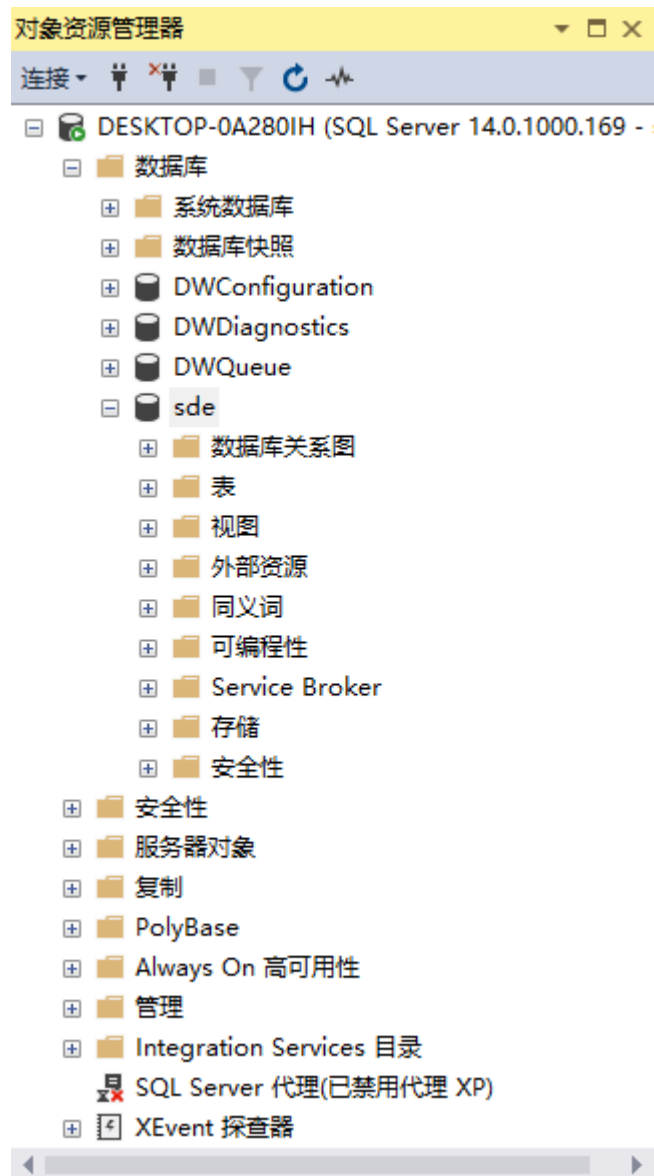 对象资源管理器
连接
DESKTOP-0A280IH (SQL Server 14.0.1000.169 -
数据库
系统数据库
数据库快照
DWConfiguration
DWDiagnostics
DWQueue
sde
数据库关系图
表
视图
外部资源
同义词
可编程性
Service Broker
存储
安全性
安全性
服务器对象
复制
PolyBase
Always On 高可用性
管理
Integration Services 目录
SQL Server 代理(已禁用代理 XP)
XEvent 探查器